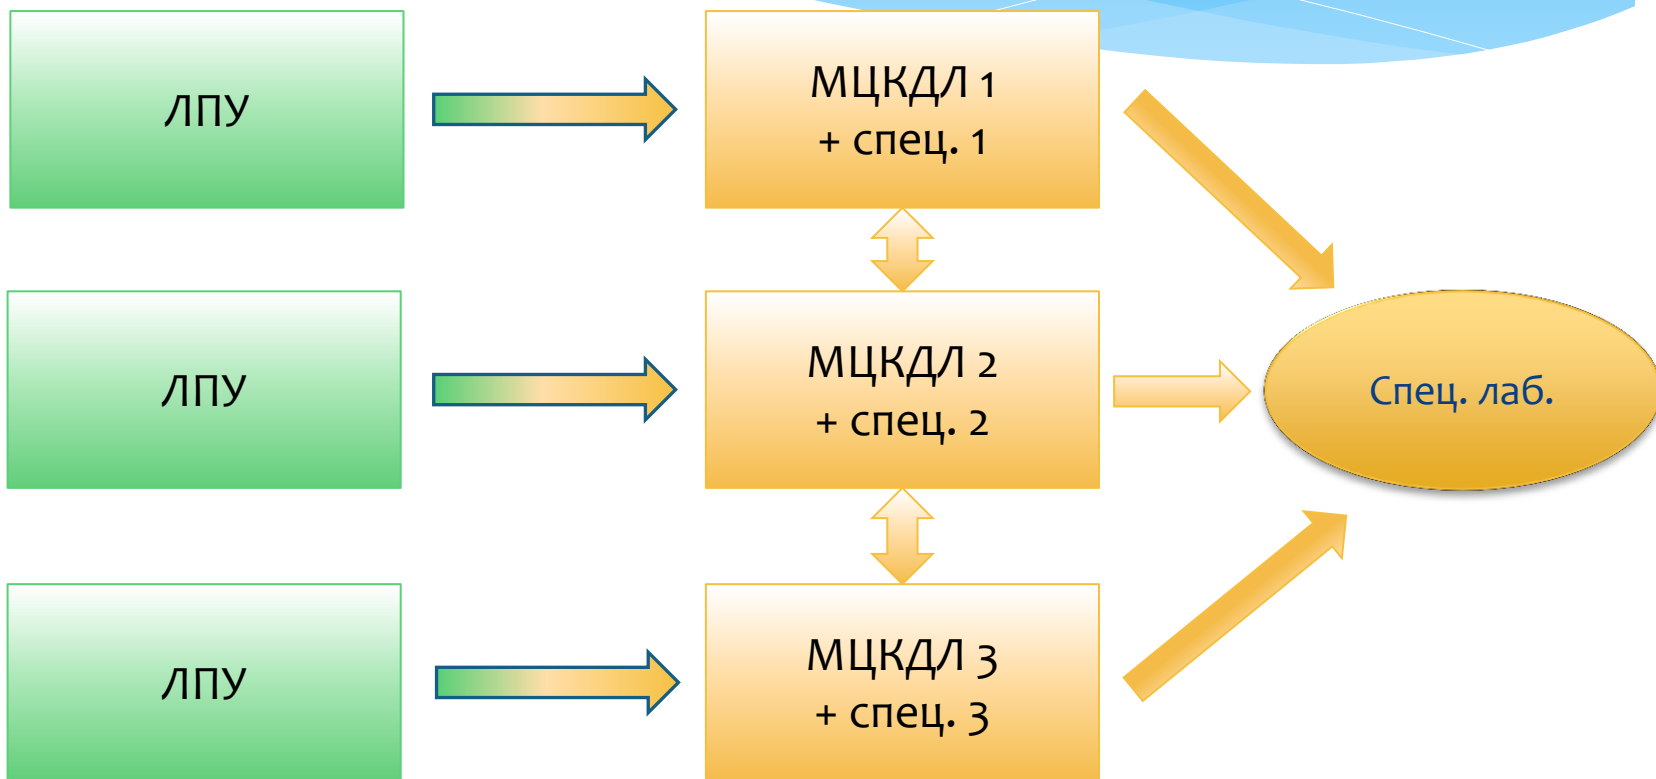 ЛПУ
МЦКДЛ 1
+ спец. 1
ЛПУ
МЦКДЛ 2
+ спец. 2
Спец. лаб.
ЛПУ
МЦКДЛ 3
+ спец. 3